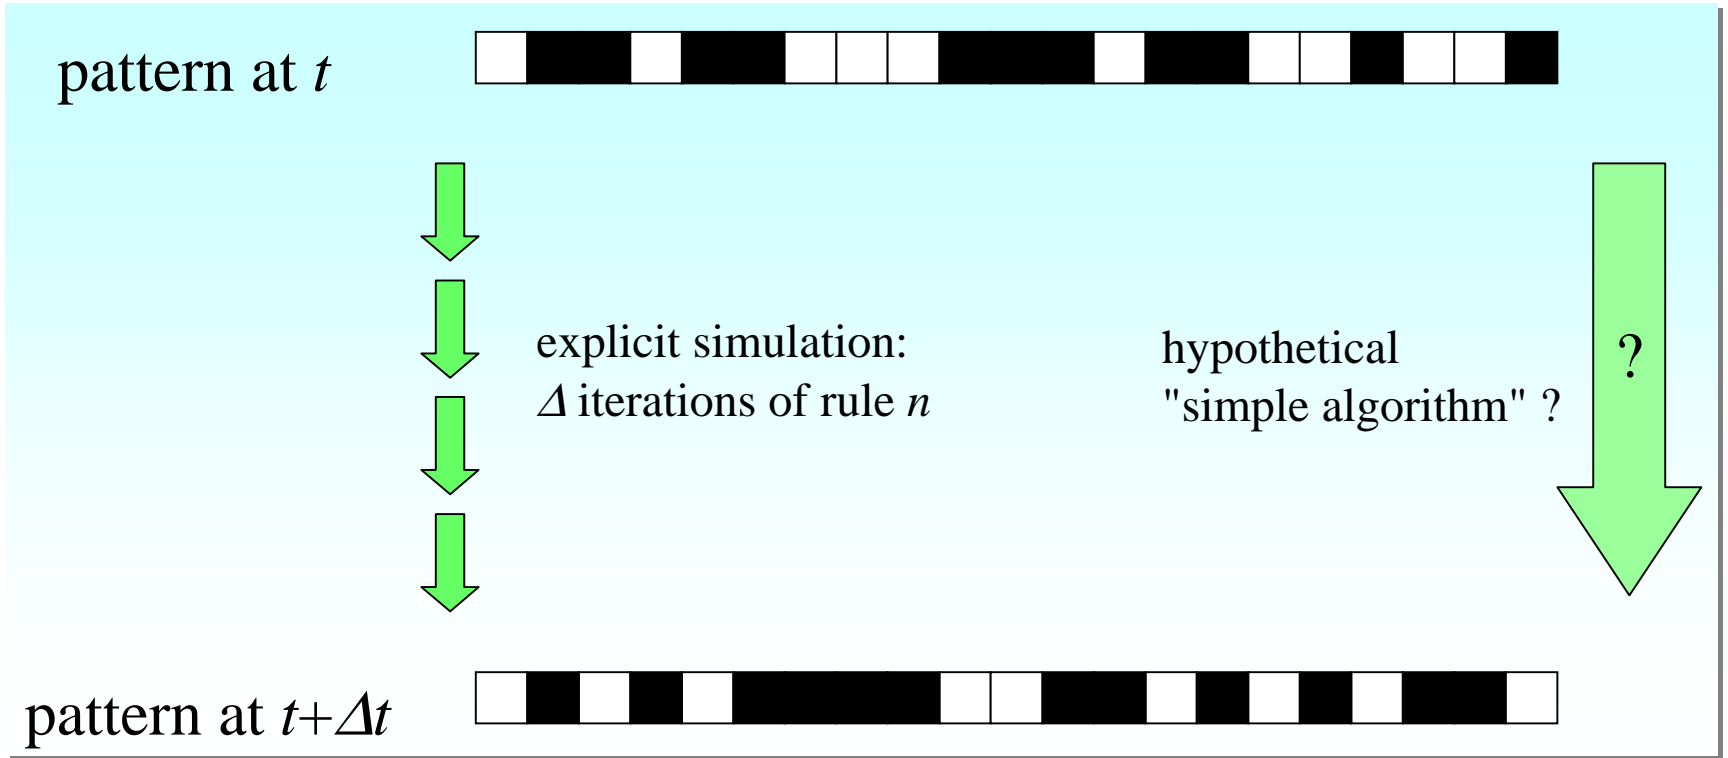 pattern at t
explicit simulation:
Δ iterations of rule n
hypothetical
"simple algorithm" ?
?
pattern at t+Δt